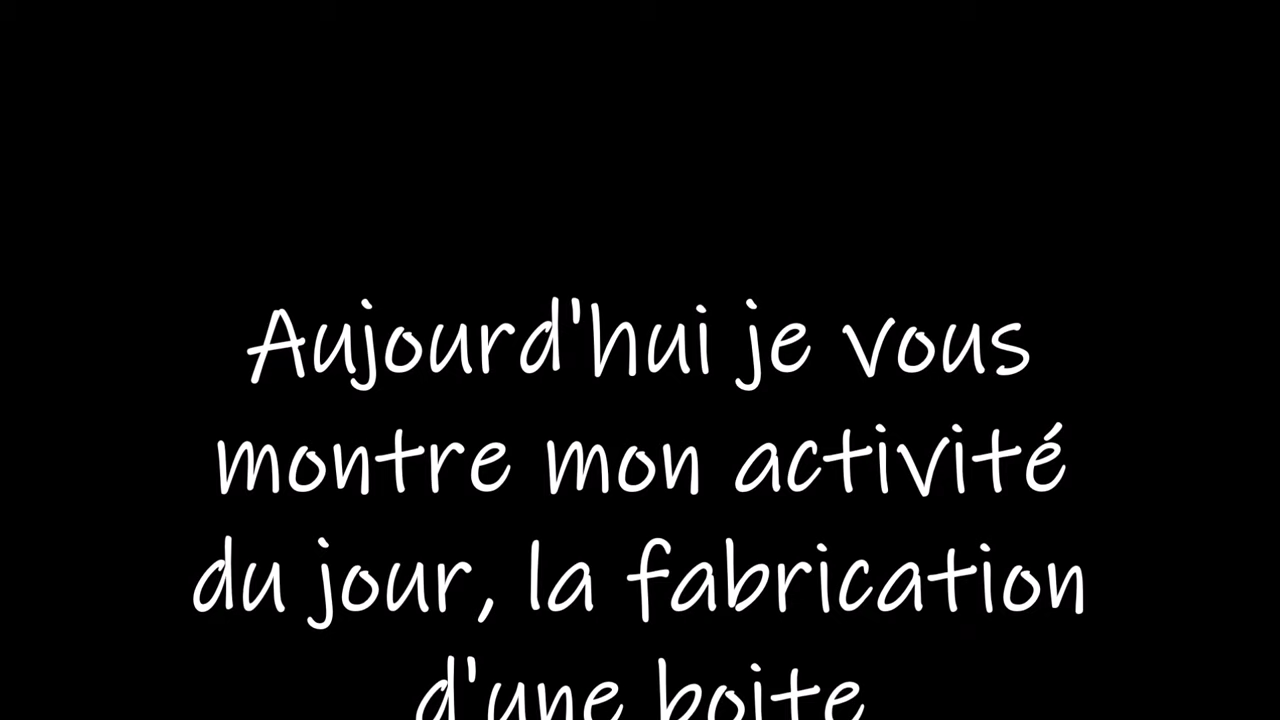 Aujourd'hui je vous
montre mon activité
du jour, la fabrication
d'une boite